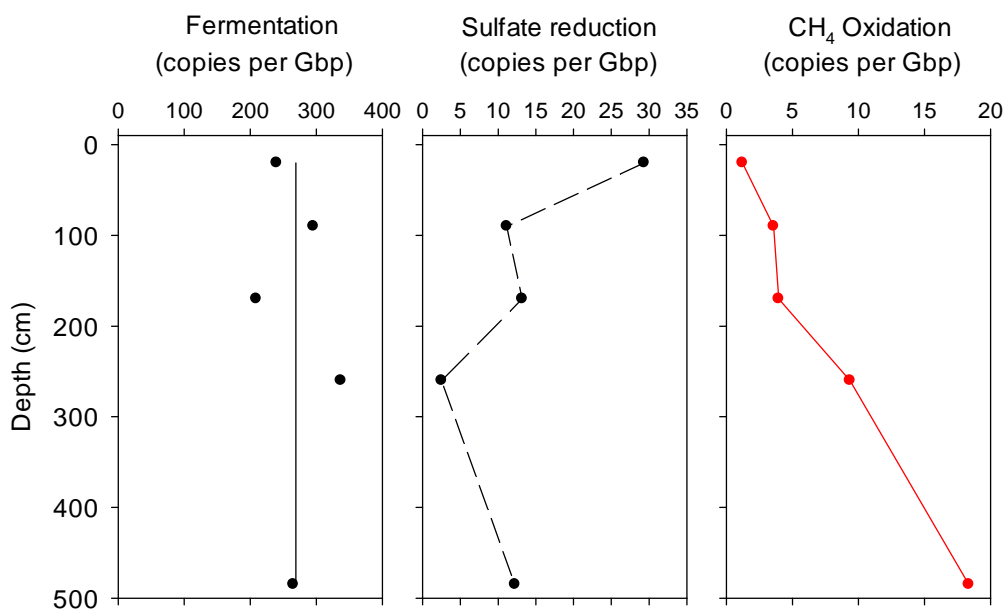 Fermentation
(copies per Gbp)
Sulfate reduction
(copies per Gbp)
CH₄ Oxidation
(copies per Gbp)
0 100 200 300 400
0 5 10 15 20 25 30 35
0 5 10 15 20
Depth (cm)
0
100
200
300
400
500